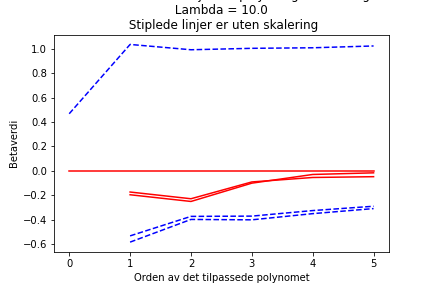 Lambda = 10.0
Stiplede linjer er uten skalering
1.0
0.8
0.6
0.4
0.2
0.0
−0.2
−0.4
−0.6
Betaverdi
0 1 2 3 4 5
Orden av det tilpassede polynomet